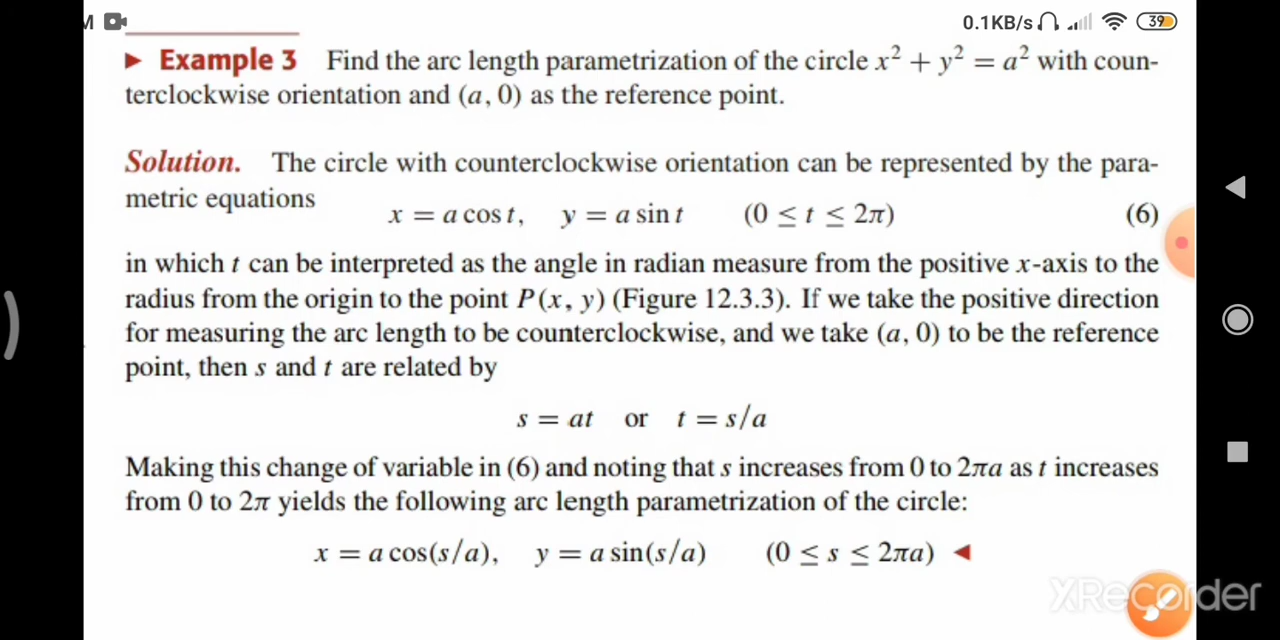 M 0.1KB/s 39
► Example 3 Find the arc length parametrization of the circle x² + y² = a² with coun-
terclockwise orientation and (a, 0) as the reference point.
Solution. The circle with counterclockwise orientation can be represented by the para-
metric equations
x = a cos t, y = a sin t (0 ≤ t ≤ 2π) (6)
in which t can be interpreted as the angle in radian measure from the positive x-axis to the
radius from the origin to the point P(x, y) (Figure 12.3.3). If we take the positive direction
for measuring the arc length to be counterclockwise, and we take (a, 0) to be the reference
point, then s and t are related by
s = at or t = s/a
Making this change of variable in (6) and noting that s increases from 0 to 2πa as t increases
from 0 to 2π yields the following arc length parametrization of the circle:
x = a cos(s/a), y = a sin(s/a) (0 ≤ s ≤ 2πa) ◄
XRecorder